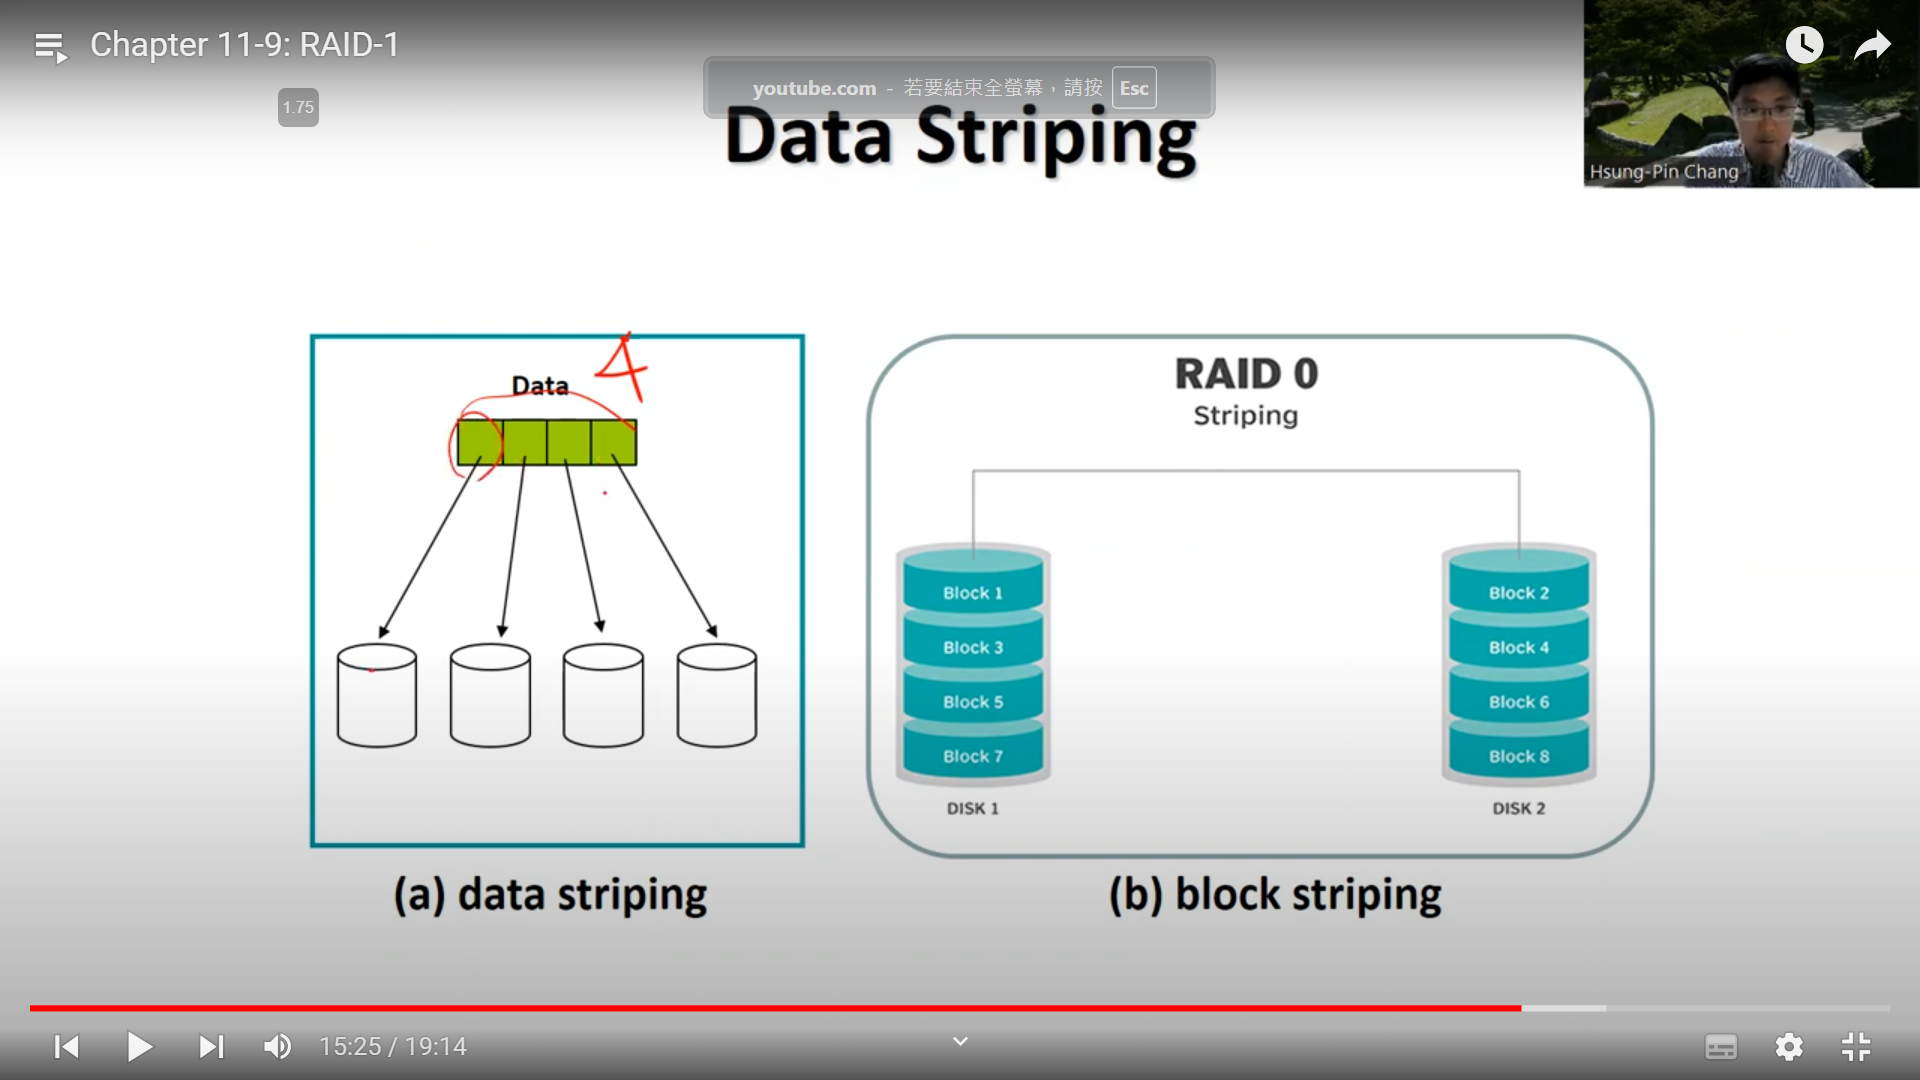 Chapter 11-9: RAID-1
1.75
youtube.com - 若要結束全螢幕，請按 Esc
Data Striping
Hsung-Pin Chang
Data
4
RAID 0
Striping
Block 1
Block 2
Block 3
Block 4
Block 5
Block 6
Block 7
Block 8
DISK 1
DISK 2
(a) data striping
(b) block striping
15:25 / 19:14